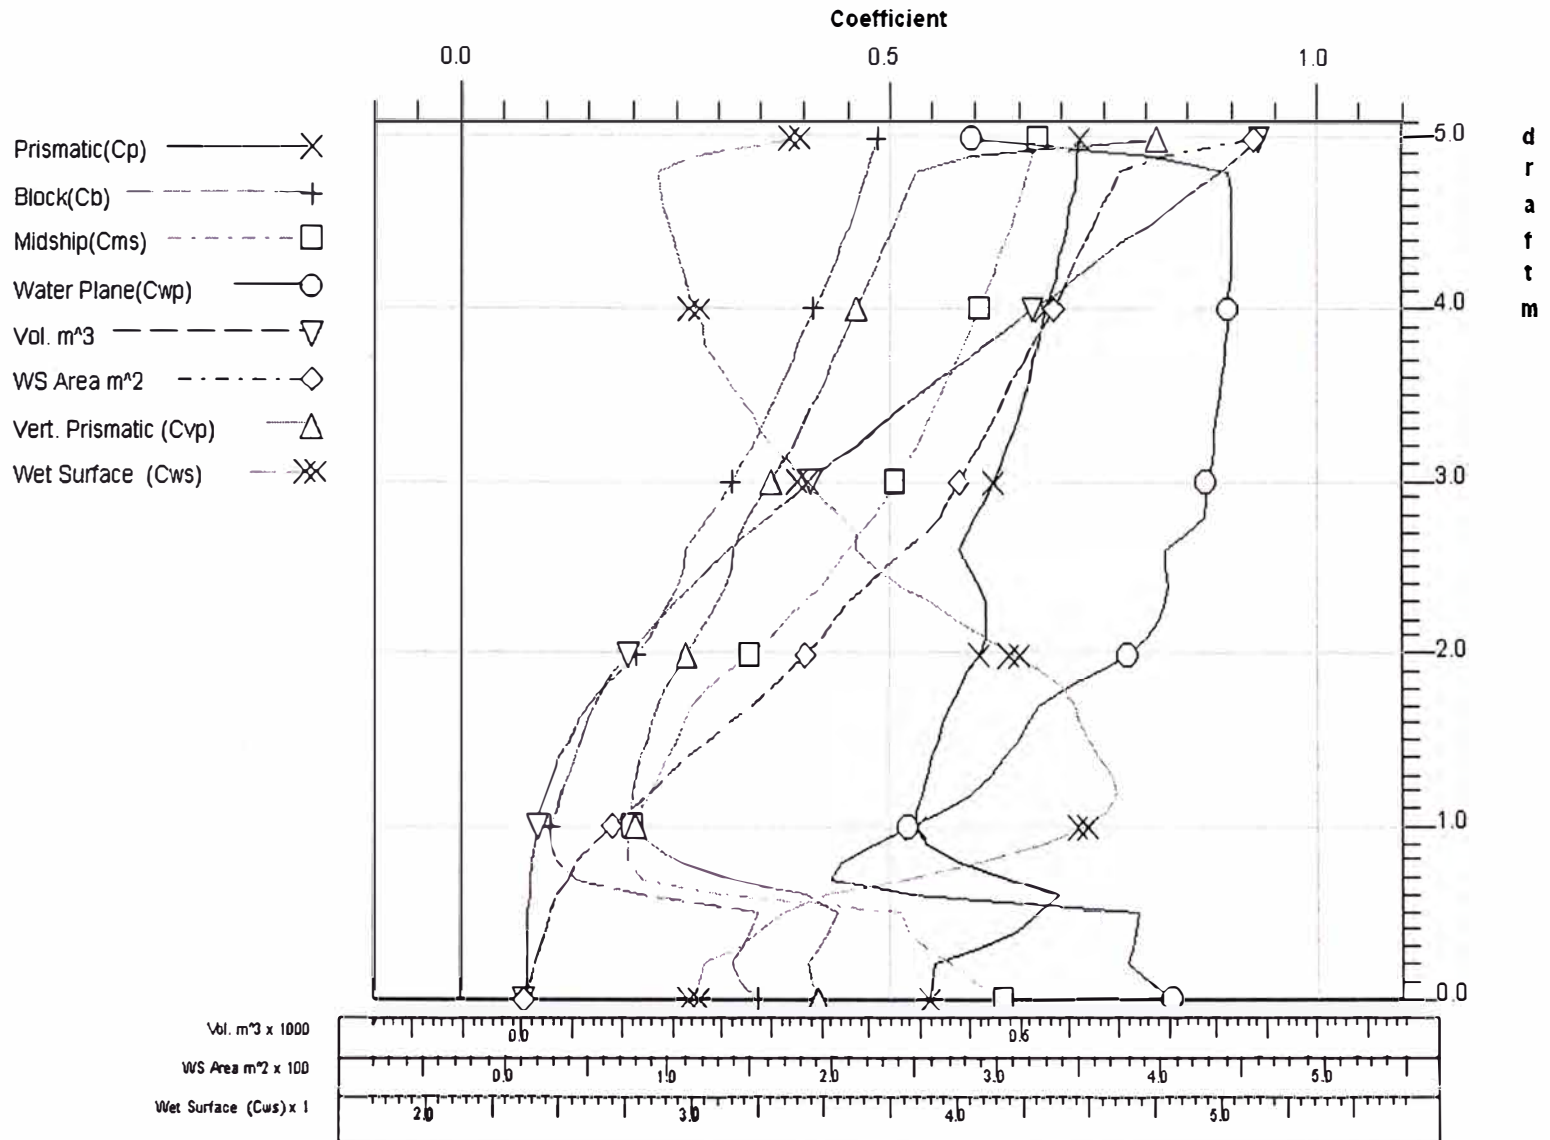 Coefficient
0.0 0.5 1.0
Prismatic(Cp)
Block(Cb)
Midship(Cms)
Water Plane(Cwp)
Vol. m^3
WS Area m^2
Vert. Prismatic (Cvp)
Wet Surface (Cws)
5.0
4.0
3.0
2.0
1.0
0.0
d
r
a
f
t
m
Vol. m^3 x 1000 0.0 0.5
WS Area m^2 x 100 0.0 1.0 2.0 3.0 4.0 5.0
Wet Surface (Cws) x 1 2.0 3.0 4.0 5.0